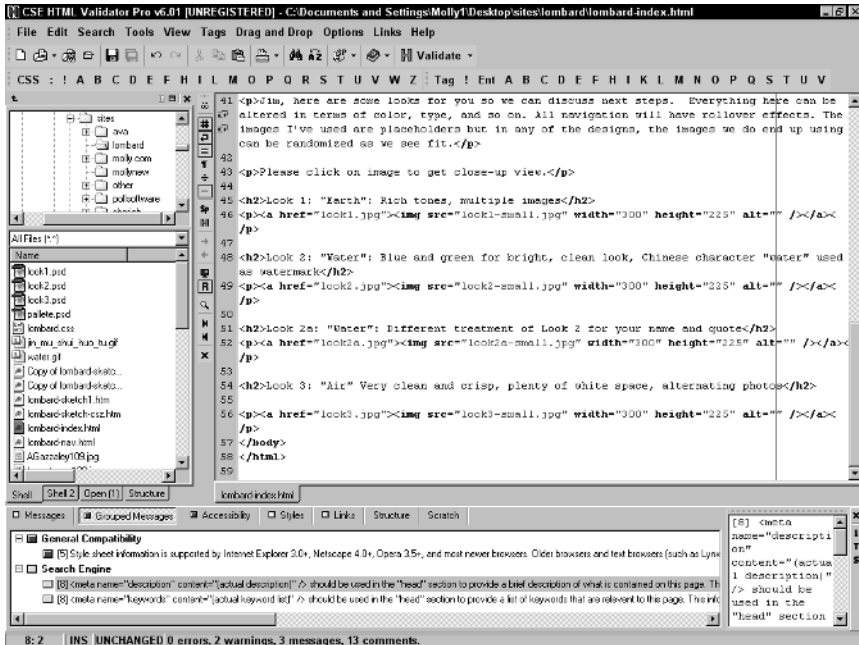 CSE HTML Validator Pro v6.01 [UNREGISTERED] - C:\Documents and Settings\Molly1\Desktop\sites\lombard\lombard-index.html
File Edit Search Tools View Tags Drag and Drop Options Links Help
Validate
CSS : ! A B C D E F H I L M O P Q R S T U V W Z Tag ! Ent A B C D E F H I K L M N O P Q S T U V
sites
ava
lombard
molly.com
mollynew
other
pollsoftware
All Files (*.*)
Name
look1.psd
look2.psd
look3.psd
pallete.psd
lombard.css
jin_mu_shui_huo_tu.gif
water.gif
Copy of lombard-sketc...
Copy of lombard-sketc...
lombard-sketch1.htm
lombard-sketch-csz.htm
lombard-index.html
lombard-nav.html
AGazzaley109.jpg
Shell Shell 2 Open (1) Structure
41 <p>Jim, here are some looks for you so we can discuss next steps. Everything here can be
altered in terms of color, type, and so on. All navigation will have rollover effects. The
images I've used are placeholders but in any of the designs, the images we do end up using
can be randomized as we see fit.</p>
42
43 <p>Please click on image to get close-up view.</p>
44
45 <h2>Look 1: "Earth": Rich tones, multiple images</h2>
46 <p><a href="look1.jpg"><img src="look1-small.jpg" width="300" height="225" alt="" /></a><
/p>
47
48 <h2>Look 2: "Water": Blue and green for bright, clean look, Chinese character "water" used
as watermark</h2>
49 <p><a href="look2.jpg"><img src="look2-small.jpg" width="300" height="225" alt="" /></a><
/p>
50
51 <h2>Look 2a: "Water": Different treatment of Look 2 for your name and quote</h2>
52 <p><a href="look2a.jpg"><img src="look2a-small.jpg" width="300" height="225" alt="" /></a><
/p>
53
54 <h2>Look 3: "Air" Very clean and crisp, plenty of white space, alternating photos</h2>
55
56 <p><a href="look3.jpg"><img src="look3-small.jpg" width="300" height="225" alt="" /></a><
/p>
57 </body>
58 </html>
59
lombard-index.html
Messages Grouped Messages Accessibility Styles Links Structure Scratch
General Compatibility
[5] Style sheet information is supported by Internet Explorer 3.0+, Netscape 4.0+, Opera 3.5+, and most newer browsers. Older browsers and text browsers (such as Lynx
Search Engine
[8] <meta name="description" content="(actual description)" /> should be used in the "head" section to provide a brief description of what is contained on this page. Th
[8] <meta name="keywords" content="(actual keyword list)" /> should be used in the "head" section to provide a list of keywords that are relevant to this page. This info
[8] <meta
name="descripti
on"
content="(actua
l description)"
/> should be
used in the
"head" section
8: 2 INS UNCHANGED 0 errors, 2 warnings, 3 messages, 13 comments.